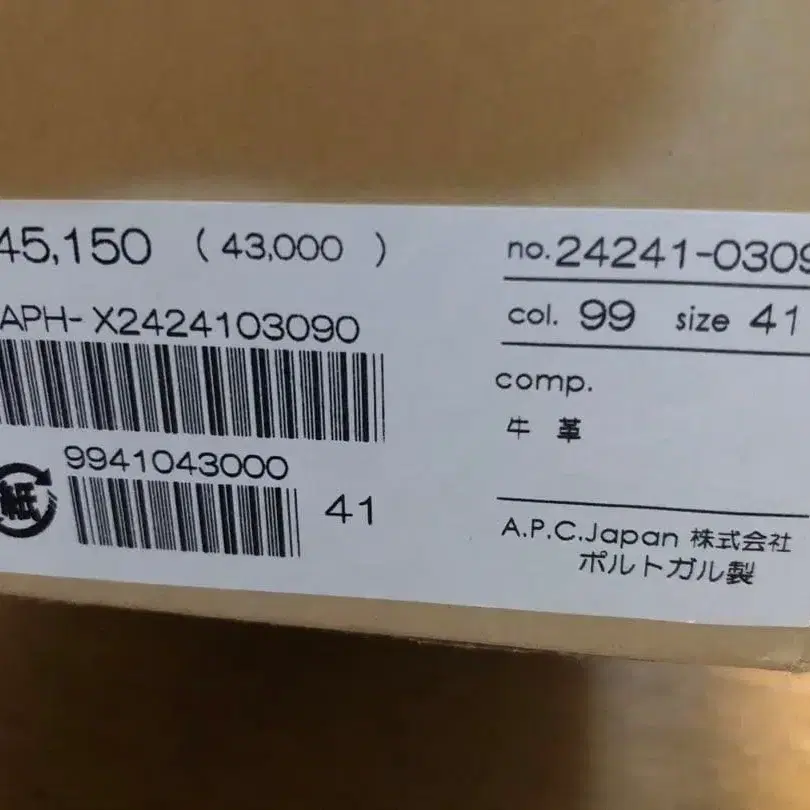 45,150 ( 43,000 )
APH- X2424103090
9941043000
41
紙
no. 24241-0309
col. 99 size 41
comp.
牛 革
A.P.C.Japan 株式会社
ポルトガル製